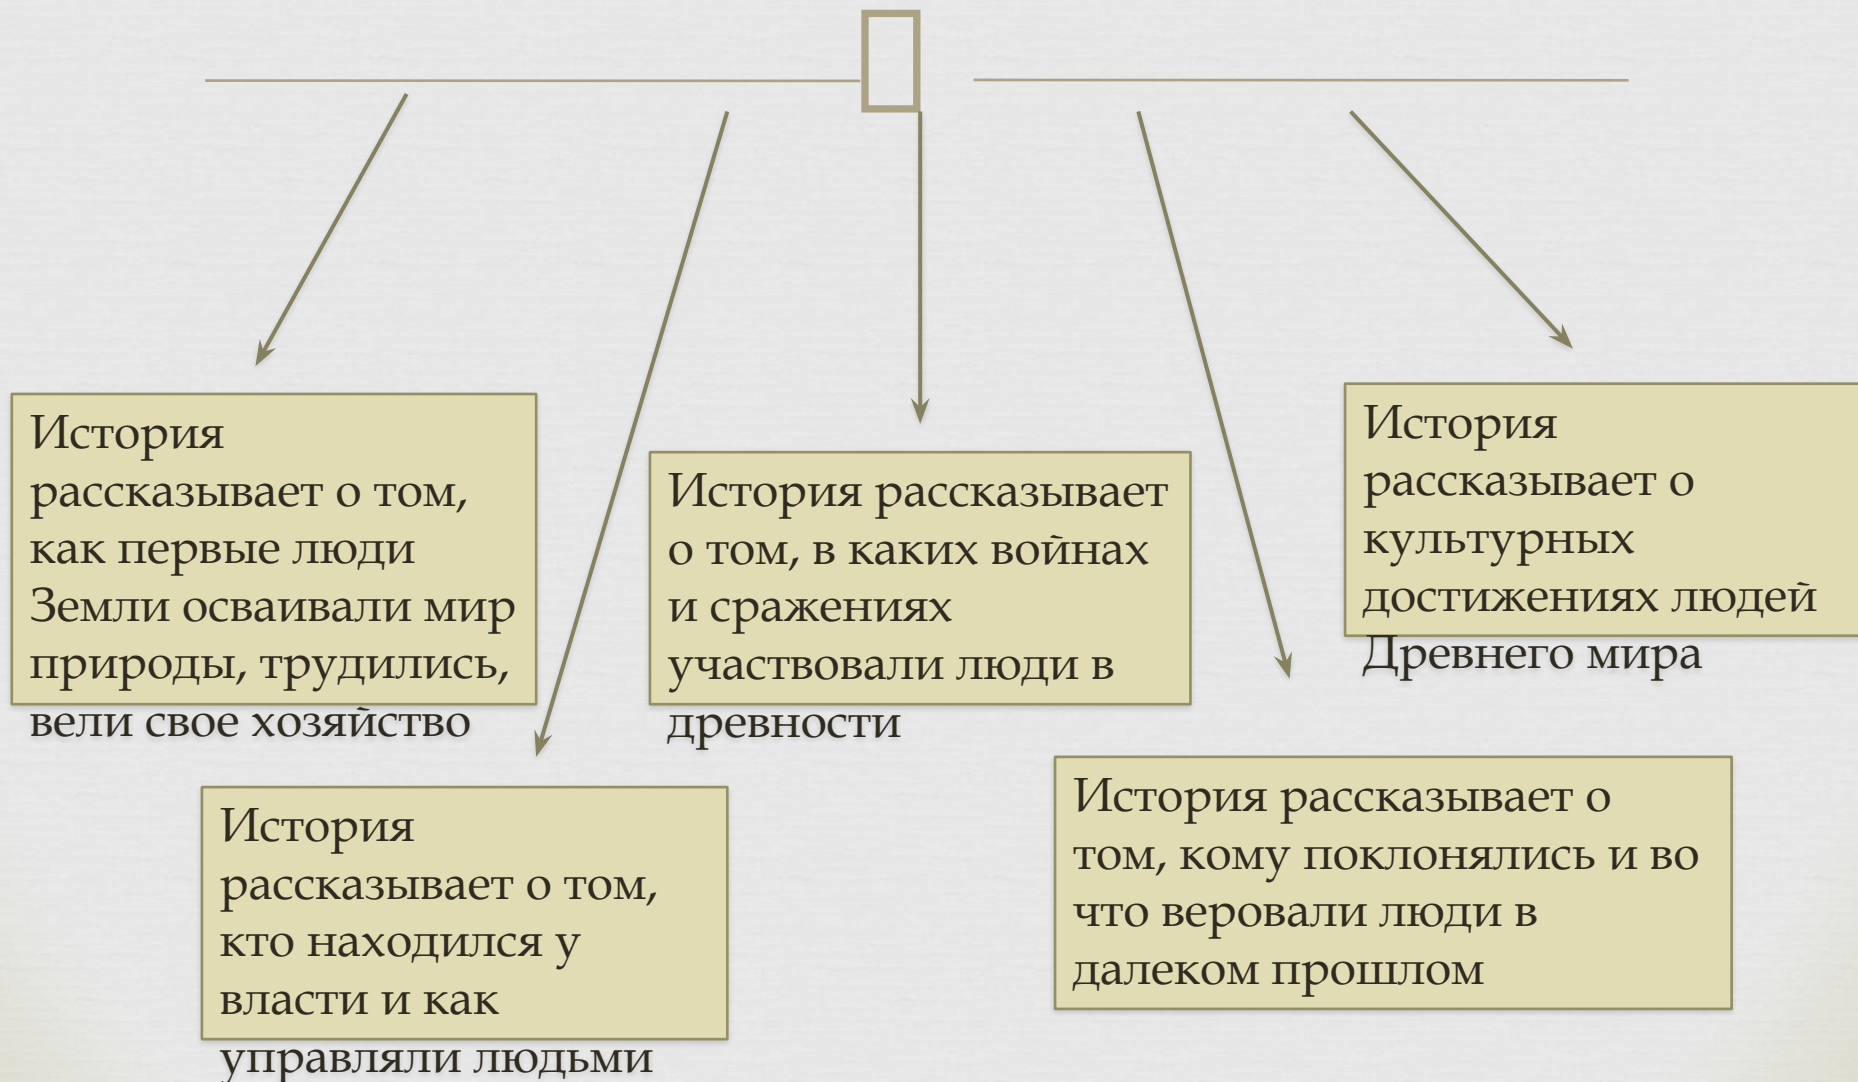 История
рассказывает о том,
как первые люди
Земли осваивали мир
природы, трудились,
вели свое хозяйство
История
рассказывает о том,
кто находился у
власти и как
управляли людьми
История рассказывает
о том, в каких войнах
и сражениях
участвовали люди в
древности
История рассказывает о
том, кому поклонялись и во
что веровали люди в
далеком прошлом
История
рассказывает о
культурных
достижениях людей
Древнего мира